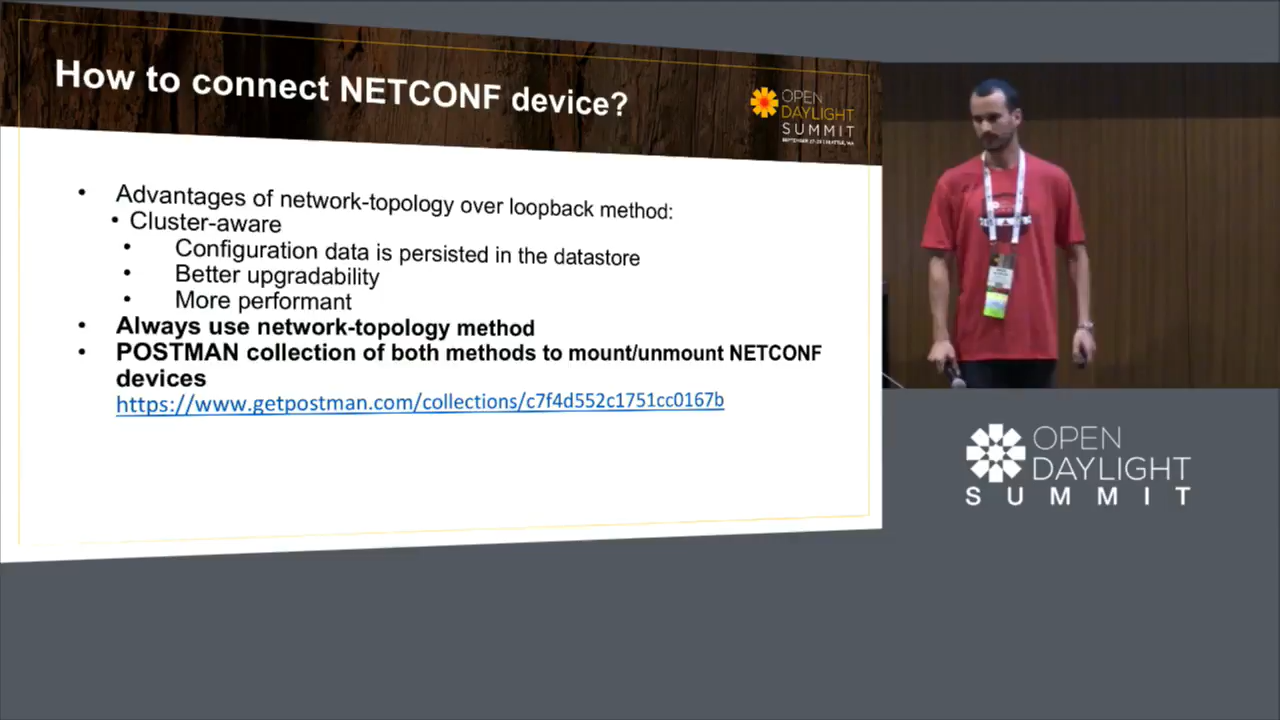 How to connect NETCONF device?
OPEN
DAYLIGHT
SUMMIT
• Advantages of network-topology over loopback method:
• Cluster-aware
• Configuration data is persisted in the datastore
• Better upgradability
• More performant
• Always use network-topology method
• POSTMAN collection of both methods to mount/unmount NETCONF
devices
https://www.getpostman.com/collections/c7f4d552c1751cc0167b
OPEN
DAYLIGHT
SUMMIT